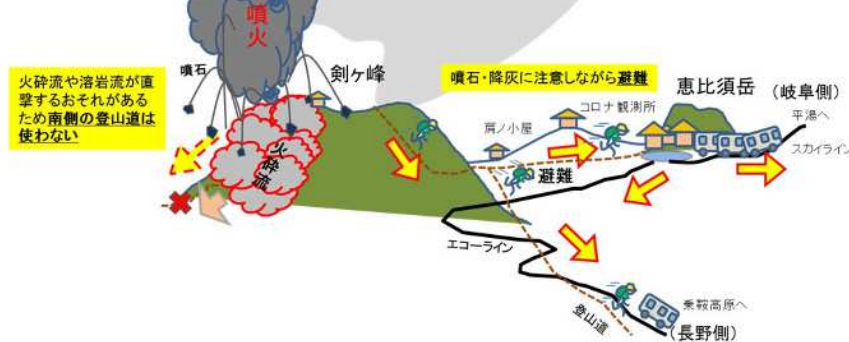 噴火
噴石
剣ヶ峰
火砕流や溶岩流が直
撃するおそれがある
ため南側の登山道は
使わない
火砕流
噴石・降灰に注意しながら避難
恵比須岳
(岐阜側)
平湯へ
コロナ観測所
肩ノ小屋
スカイライン
避難
エコーライン
登山道
乗鞍高原へ
(長野側)